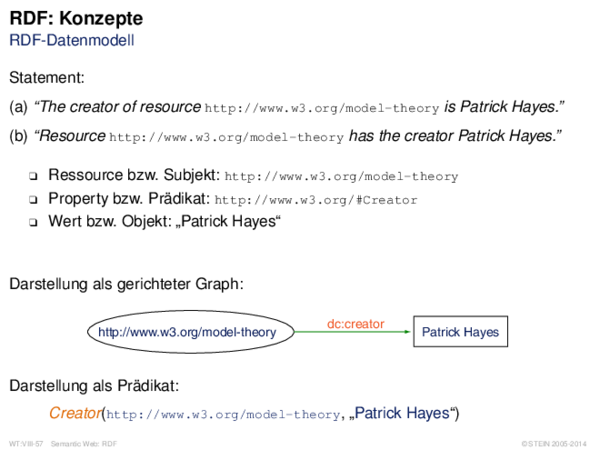 RDF: Konzepte
RDF-Datenmodell
Statement:
(a) “The creator of resource http://www.w3.org/model-theory is Patrick Hayes.”
(b) “Resource http://www.w3.org/model-theory has the creator Patrick Hayes.”
❑ Ressource bzw. Subjekt: http://www.w3.org/model-theory
❑ Property bzw. Prädikat: http://www.w3.org/#Creator
❑ Wert bzw. Objekt: „Patrick Hayes“
Darstellung als gerichteter Graph:
http://www.w3.org/model-theory dc:creator Patrick Hayes
Darstellung als Prädikat:
Creator(http://www.w3.org/model-theory, „Patrick Hayes“)
WT:VIII-57 Semantic Web: RDF © STEIN 2005-2014